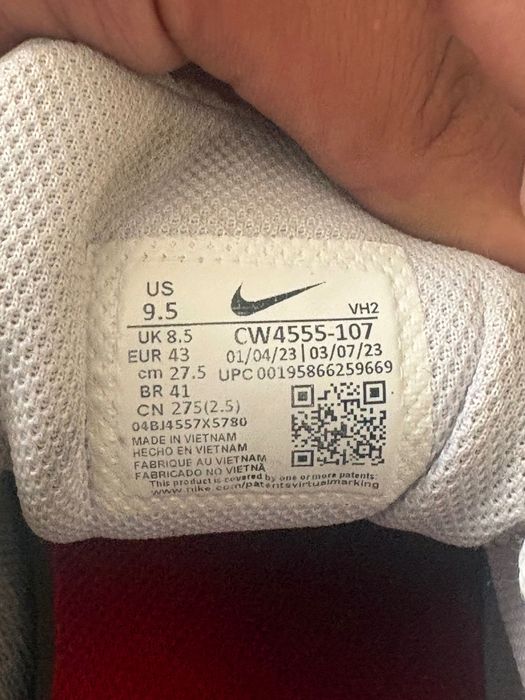 US
9.5
VH2
UK 8.5
CW4555-107
EUR 43
01/04/23 | 03/07/23
cm 27.5
UPC 00195866259669
BR 41
CN 275(2.5)
04BJ4557X5780
MADE IN VIETNAM
HECHO EN VIETNAM
FABRIQUE AU VIETNAM
FABRICADO NO VIETNÃ
This product is covered by one or more patents:
www.nike.com/patentsvirtualmarking